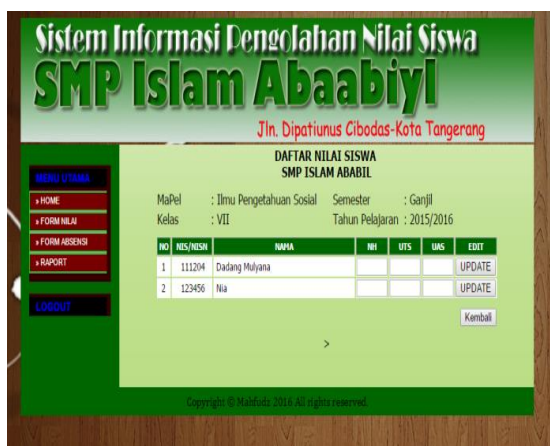 Sistem Informasi Pengolahan Nilai Siswa
SMP Islam Abaabiyl
Jln. Dipatiunus Cibodas-Kota Tangerang
MENU UTAMA
» HOME
» FORM NILAI
» FORM ABSENSI
» RAPORT
LOGOUT
DAFTAR NILAI SISWA
SMP ISLAM ABABIL
MaPel : Ilmu Pengetahuan Sosial Semester : Ganjil
Kelas : VII Tahun Pelajaran : 2015/2016
NO NIS/NISN NAMA NH UTS UAS EDIT
1 111204 Dadang Mulyana UPDATE
2 123456 Nia UPDATE
Kembali
>
Copyright © Mahfudz 2016 All rights reserved.